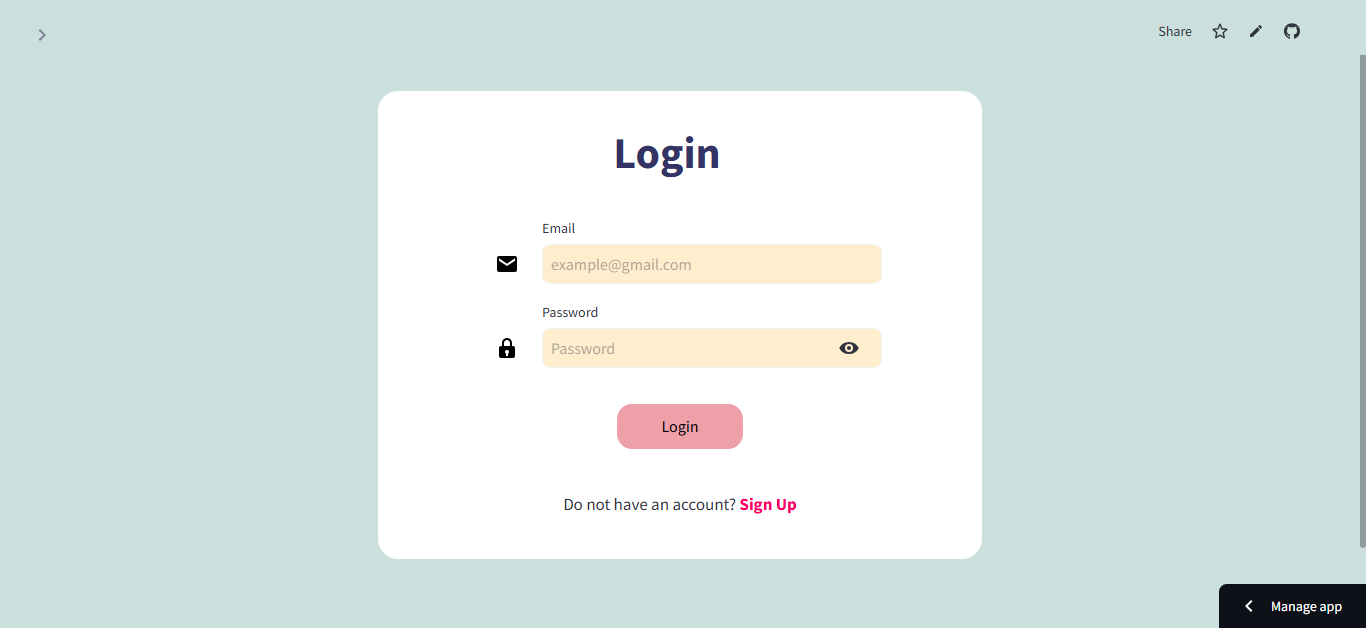 Share
Login
Email
example@gmail.com
Password
Password
Login
Do not have an account? Sign Up
Manage app